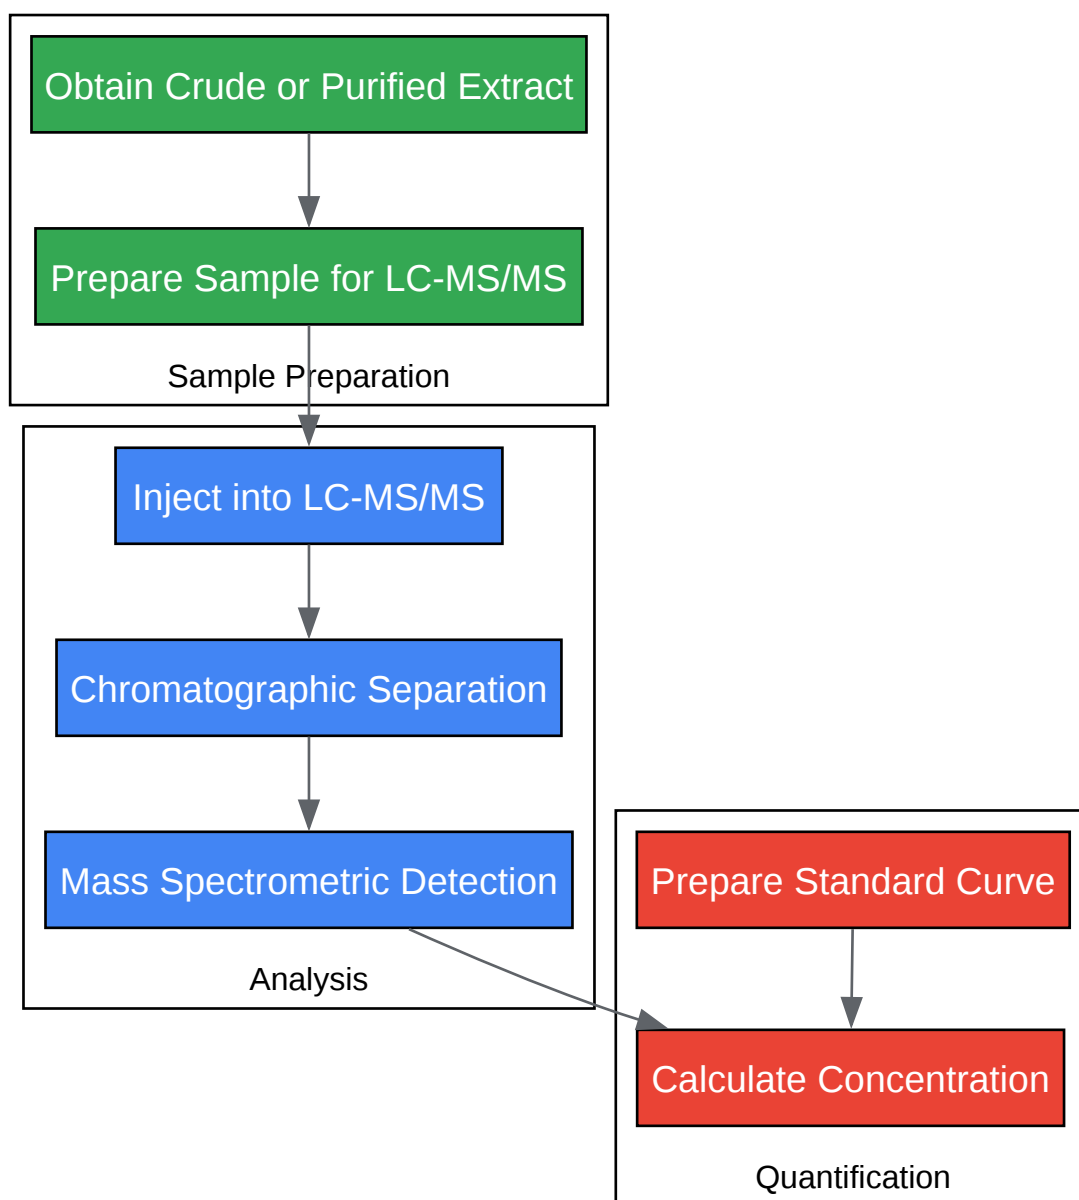 Obtain Crude or Purified Extract
Prepare Sample for LC-MS/MS
Sample Preparation
Inject into LC-MS/MS
Chromatographic Separation
Mass Spectrometric Detection
Analysis
Prepare Standard Curve
Calculate Concentration
Quantification